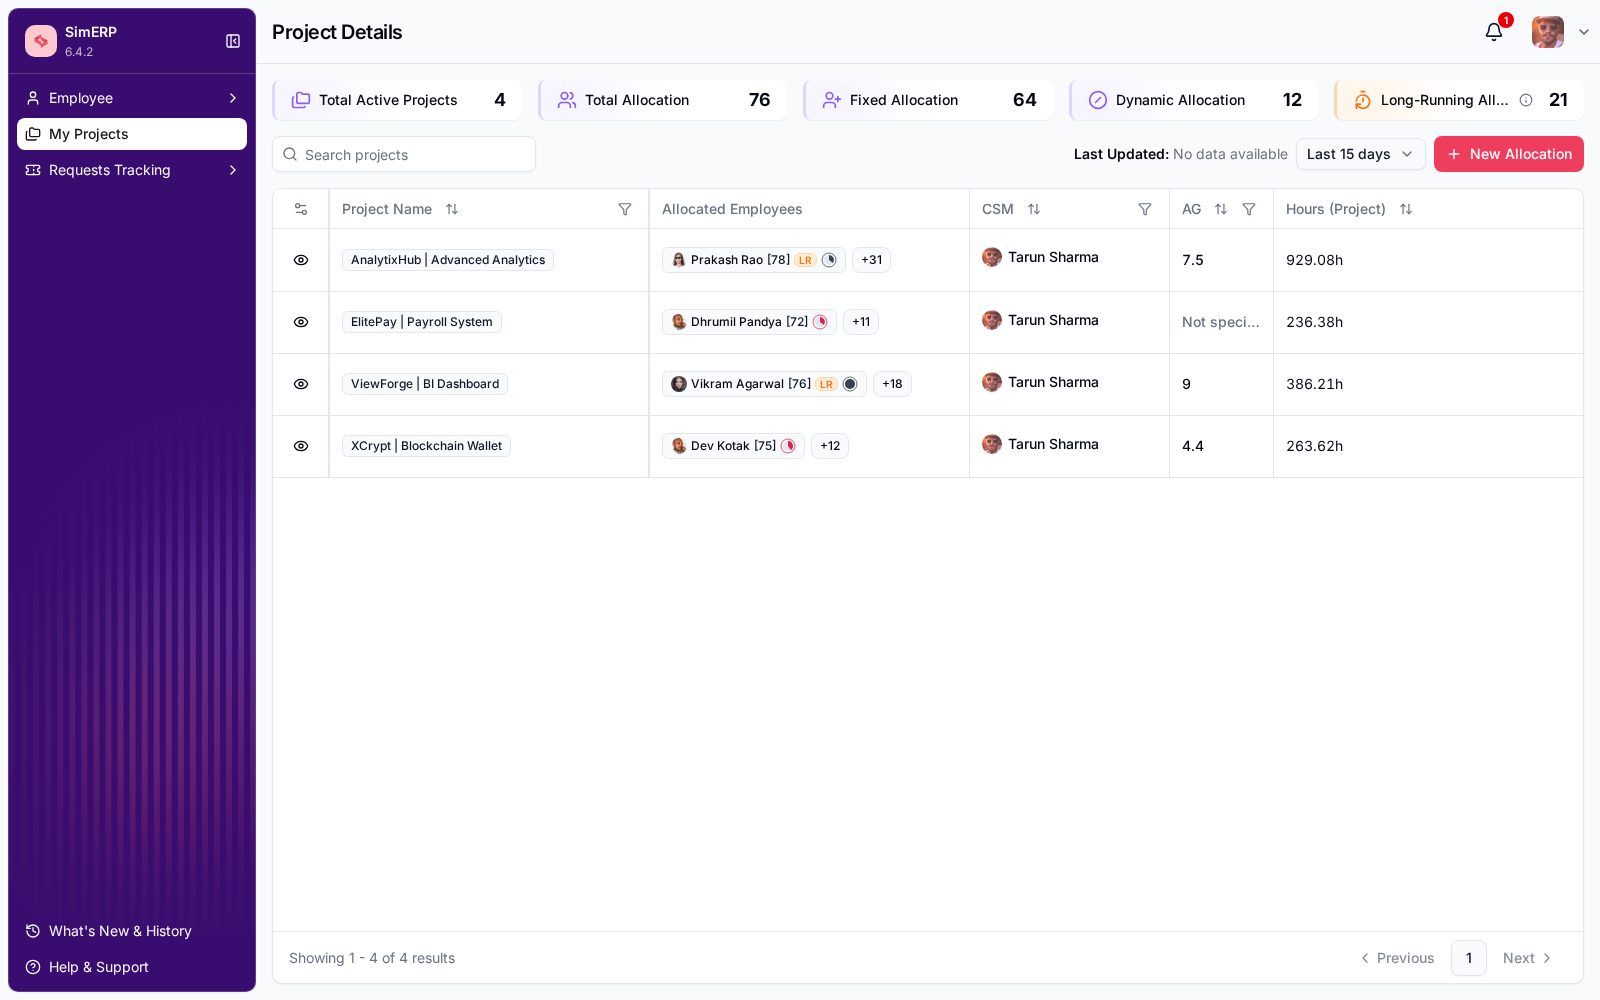 SimERP
6.4.2
Employee
My Projects
Requests Tracking
What's New & History
Help & Support
Project Details
1
Total Active Projects 4
Total Allocation 76
Fixed Allocation 64
Dynamic Allocation 12
Long-Running All... 21
Search projects
Last Updated: No data available
Last 15 days
New Allocation
Project Name Allocated Employees CSM AG Hours (Project)
AnalytixHub | Advanced Analytics Prakash Rao [78] LR +31 Tarun Sharma 7.5 929.08h
ElitePay | Payroll System Dhrumil Pandya [72] +11 Tarun Sharma Not speci... 236.38h
ViewForge | BI Dashboard Vikram Agarwal [76] LR +18 Tarun Sharma 9 386.21h
XCrypt | Blockchain Wallet Dev Kotak [75] +12 Tarun Sharma 4.4 263.62h
Showing 1 - 4 of 4 results
Previous 1 Next